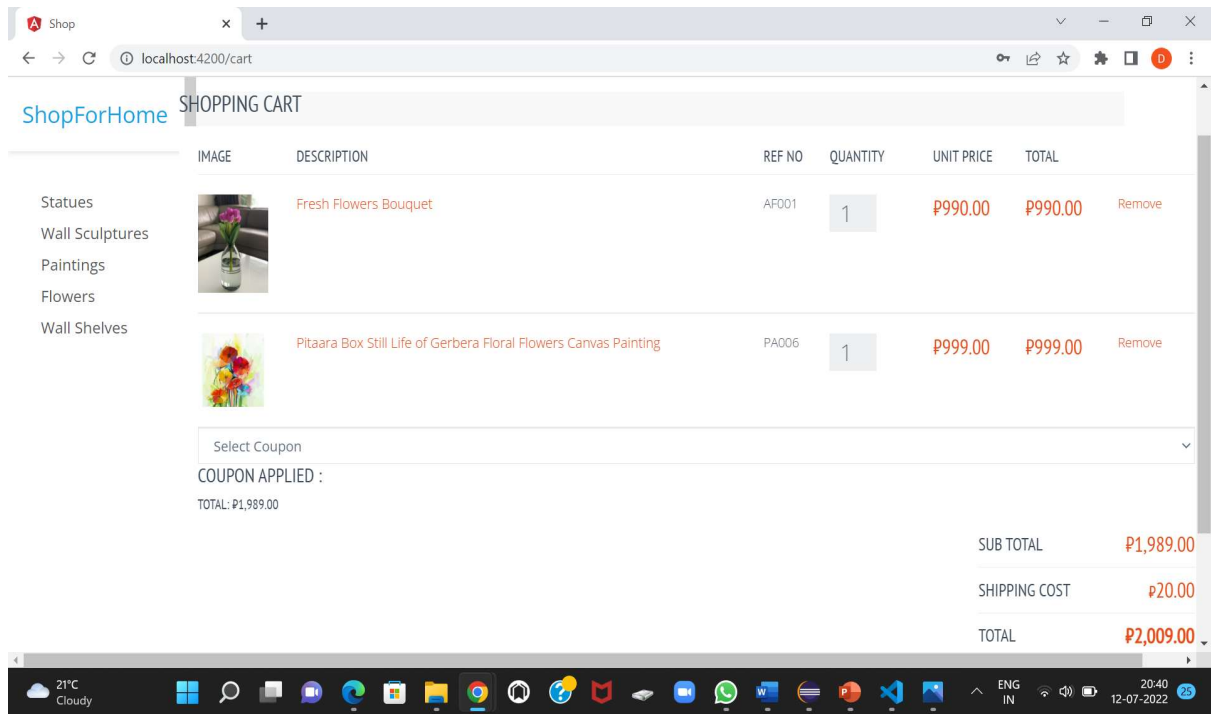 Shop
localhost:4200/cart
D
ShopForHome
SHOPPING CART
IMAGE DESCRIPTION REF NO QUANTITY UNIT PRICE TOTAL
Statues
Wall Sculptures
Paintings
Flowers
Wall Shelves
Fresh Flowers Bouquet AF001 1 ₽990.00 ₽990.00 Remove
Pitaara Box Still Life of Gerbera Floral Flowers Canvas Painting PA006 1 ₽999.00 ₽999.00 Remove
Select Coupon
COUPON APPLIED :
TOTAL: ₽1,989.00
SUB TOTAL ₽1,989.00
SHIPPING COST ₽20.00
TOTAL ₽2,009.00
21°C
Cloudy
ENG
IN
20:40
12-07-2022
25